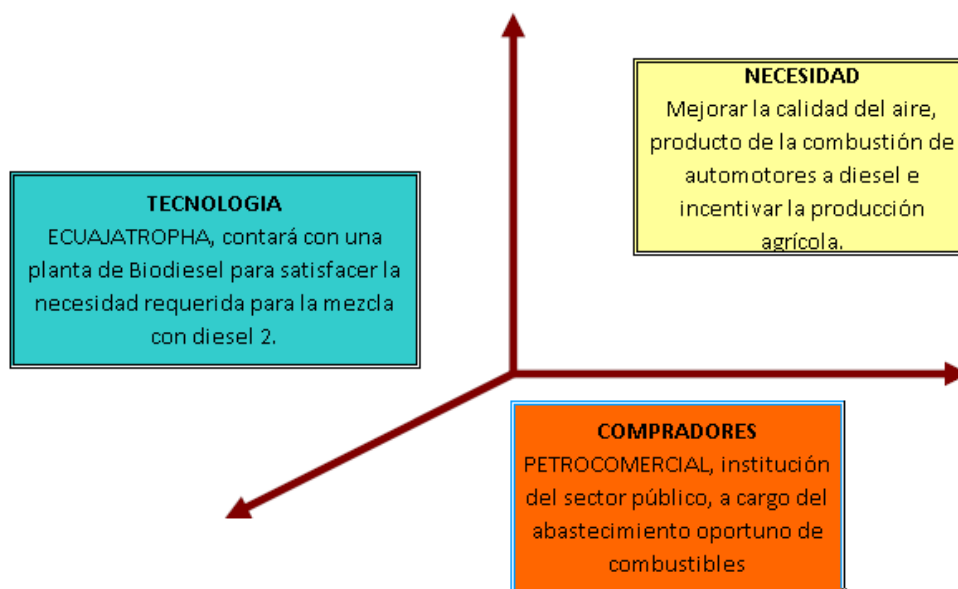 NECESIDAD
Mejorar la calidad del aire,
producto de la combustión de
automotores a diesel e
incentivar la producción
agrícola.
TECNOLOGIA
ECUAJATROPHA, contará con una
planta de Biodiesel para satisfacer la
necesidad requerida para la mezcla
con diesel 2.
COMPRADORES
PETROCOMERCIAL, institución
del sector público, a cargo del
abastecimiento oportuno de
combustibles